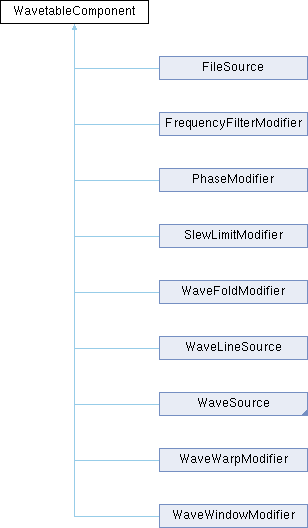 WavetableComponent
FileSource
FrequencyFilterModifier
PhaseModifier
SlewLimitModifier
WaveFoldModifier
WaveLineSource
WaveSource
WaveWarpModifier
WaveWindowModifier